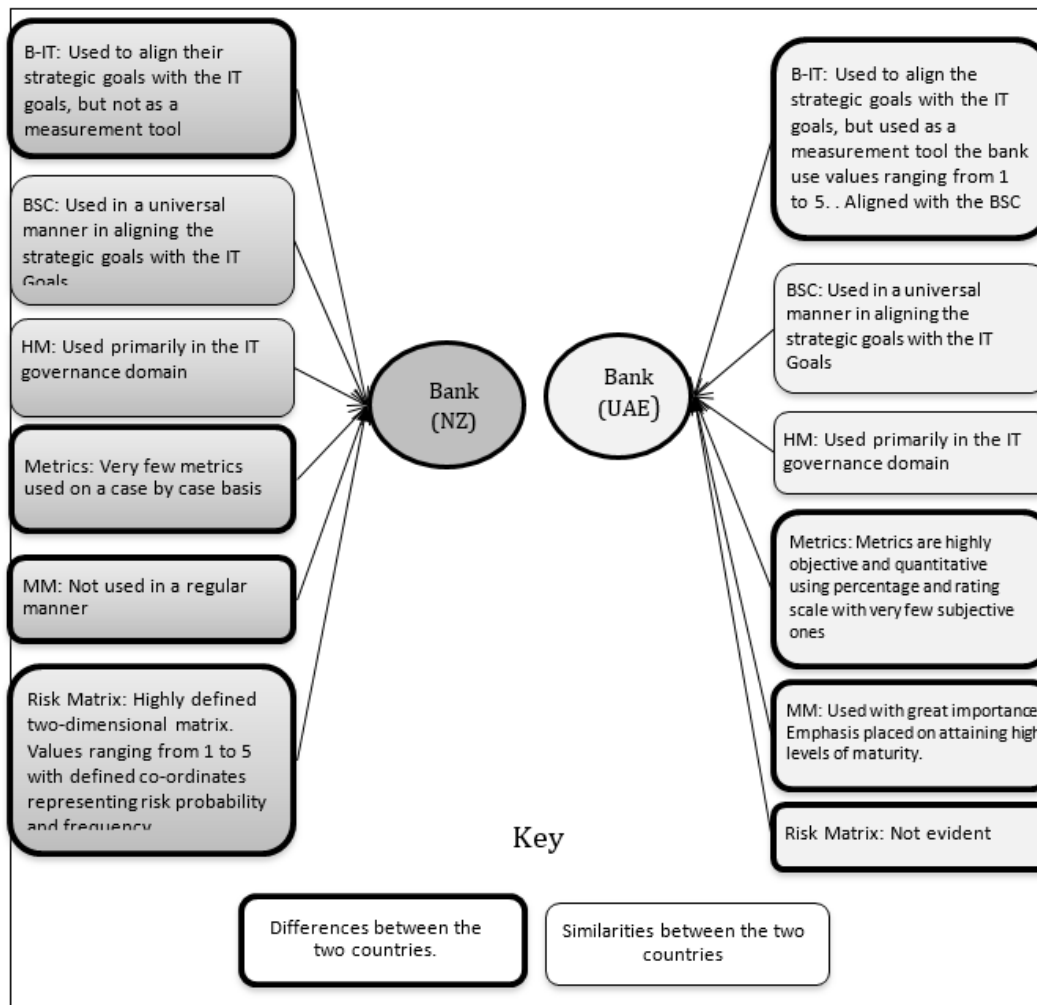 B-IT: Used to align their
strategic goals with the IT
goals, but not as a
measurement tool
BSC: Used in a universal
manner in aligning the
strategic goals with the IT
Goals
HM: Used primarily in the IT
governance domain
Metrics: Very few metrics
used on a case by case basis
MM: Not used in a regular
manner
Risk Matrix: Highly defined
two-dimensional matrix.
Values ranging from 1 to 5
with defined co-ordinates
representing risk probability
and frequency
Bank
(NZ)
Bank
(UAE)
B-IT: Used to align the
strategic goals with the IT
goals, but used as a
measurement tool the bank
use values ranging from 1
to 5. . Aligned with the BSC
BSC: Used in a universal
manner in aligning the
strategic goals with the IT
Goals
HM: Used primarily in the IT
governance domain
Metrics: Metrics are highly
objective and quantitative
using percentage and rating
scale with very few subjective
ones
MM: Used with great importance
Emphasis placed on attaining high
levels of maturity.
Risk Matrix: Not evident
Key
Differences between the
two countries.
Similarities between the two
countries